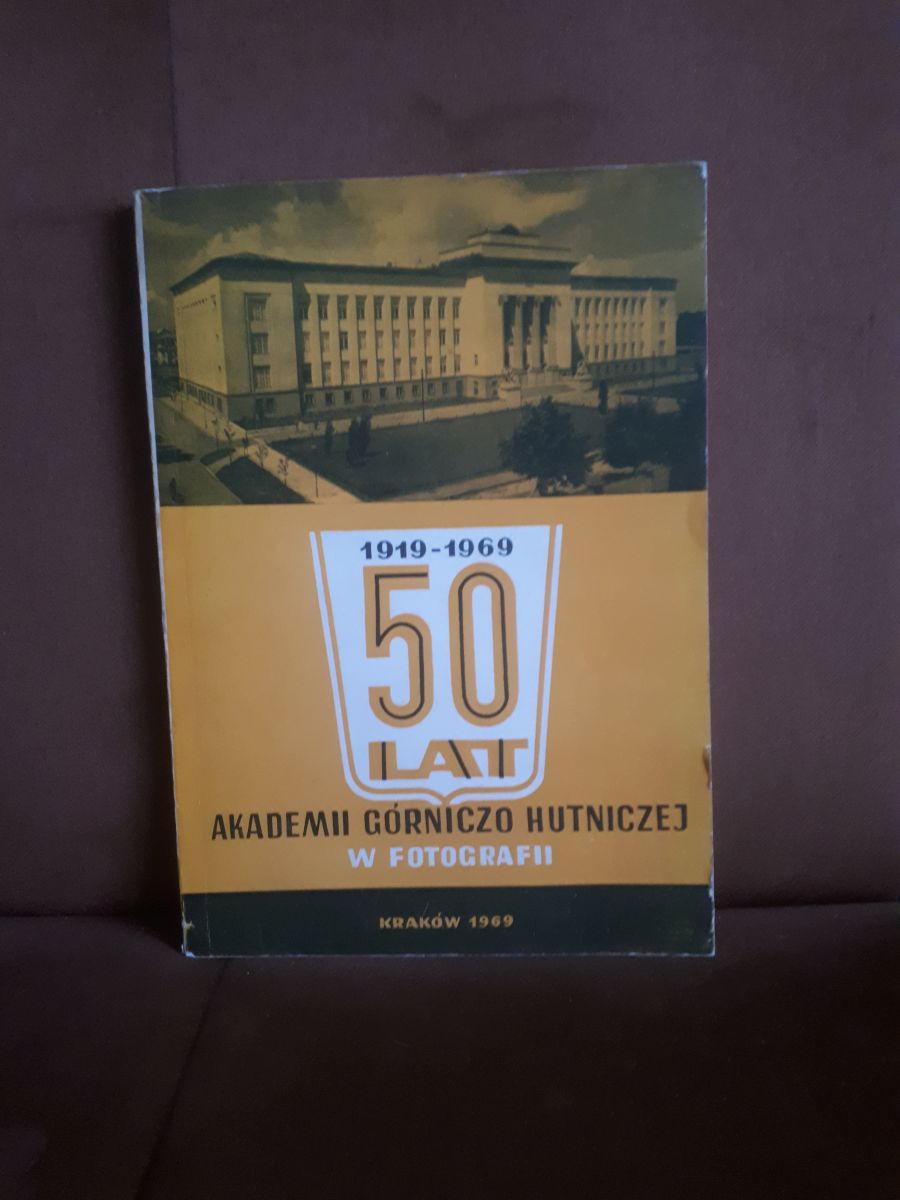 1919-1969
50
LAT
AKADEMII GÓRNICZO HUTNICZEJ
W FOTOGRAFII
KRAKÓW 1969